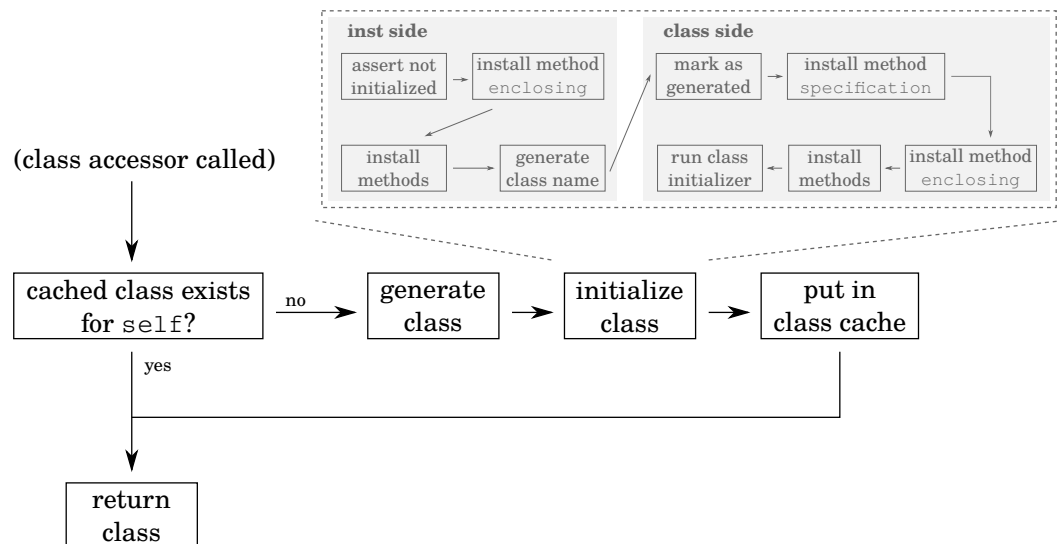 inst side
assert not
initialized
install method
enclosing
install
methods
generate
class name
class side
mark as
generated
install method
specification
install method
enclosing
install
methods
run class
initializer
(class accessor called)
cached class exists
for self?
no
generate
class
initialize
class
put in
class cache
yes
return
class